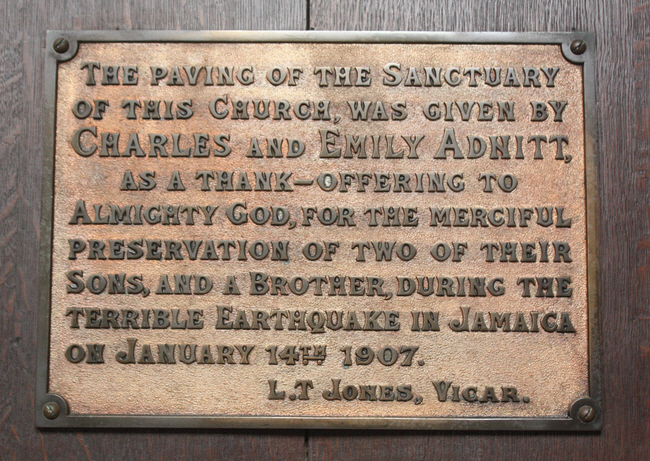 The paving of the Sanctuary
of this Church, was given by
Charles and Emily Adnitt,
as a thank-offering to
Almighty God, for the merciful
preservation of two of their
Sons, and a Brother, during the
terrible Earthquake in Jamaica
on January 14th 1907.
L.T Jones, Vicar.